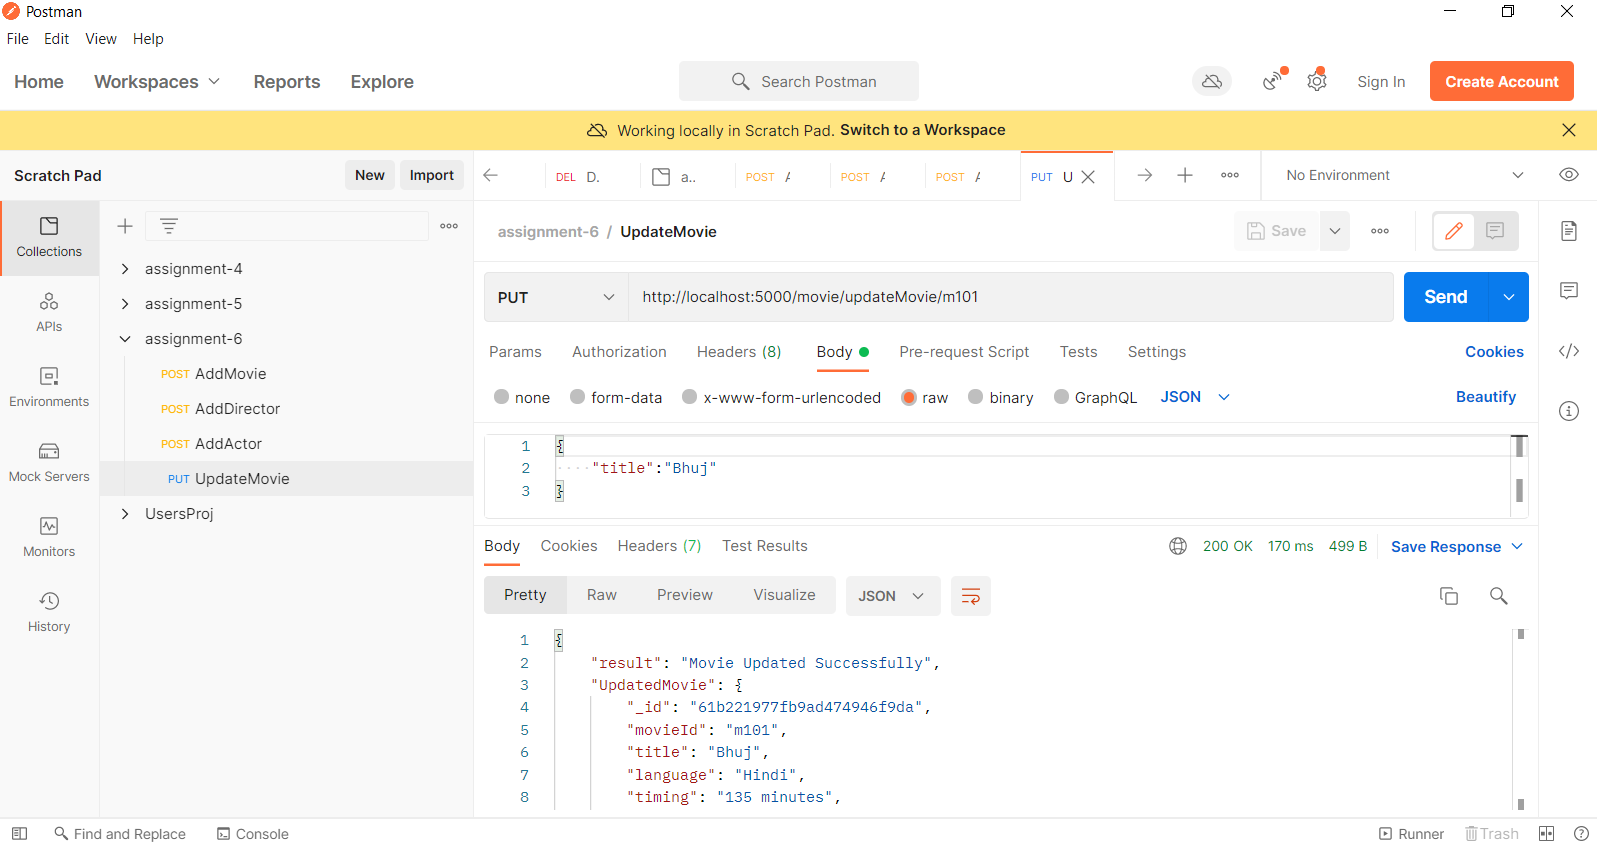 Postman
File Edit View Help
Home Workspaces Reports Explore Search Postman Sign In Create Account
Working locally in Scratch Pad. Switch to a Workspace
Scratch Pad New Import DEL D. a.. POST POST POST PUT U No Environment
Collections
APIs
Environments
Mock Servers
Monitors
History
assignment-4
assignment-5
assignment-6
POST AddMovie
POST AddDirector
POST AddActor
PUT UpdateMovie
UsersProj
assignment-6 / UpdateMovie Save
PUT http://localhost:5000/movie/updateMovie/m101 Send
Params Authorization Headers (8) Body Pre-request Script Tests Settings Cookies
none form-data x-www-form-urlencoded raw binary GraphQL JSON Beautify
1 {
2 "title":"Bhuj"
3 }
Body Cookies Headers (7) Test Results 200 OK 170 ms 499 B Save Response
Pretty Raw Preview Visualize JSON
1 {
2 "result": "Movie Updated Successfully",
3 "UpdatedMovie": {
4 "_id": "61b221977fb9ad474946f9da",
5 "movieId": "m101",
6 "title": "Bhuj",
7 "language": "Hindi",
8 "timing": "135 minutes",
Find and Replace Console Runner Trash